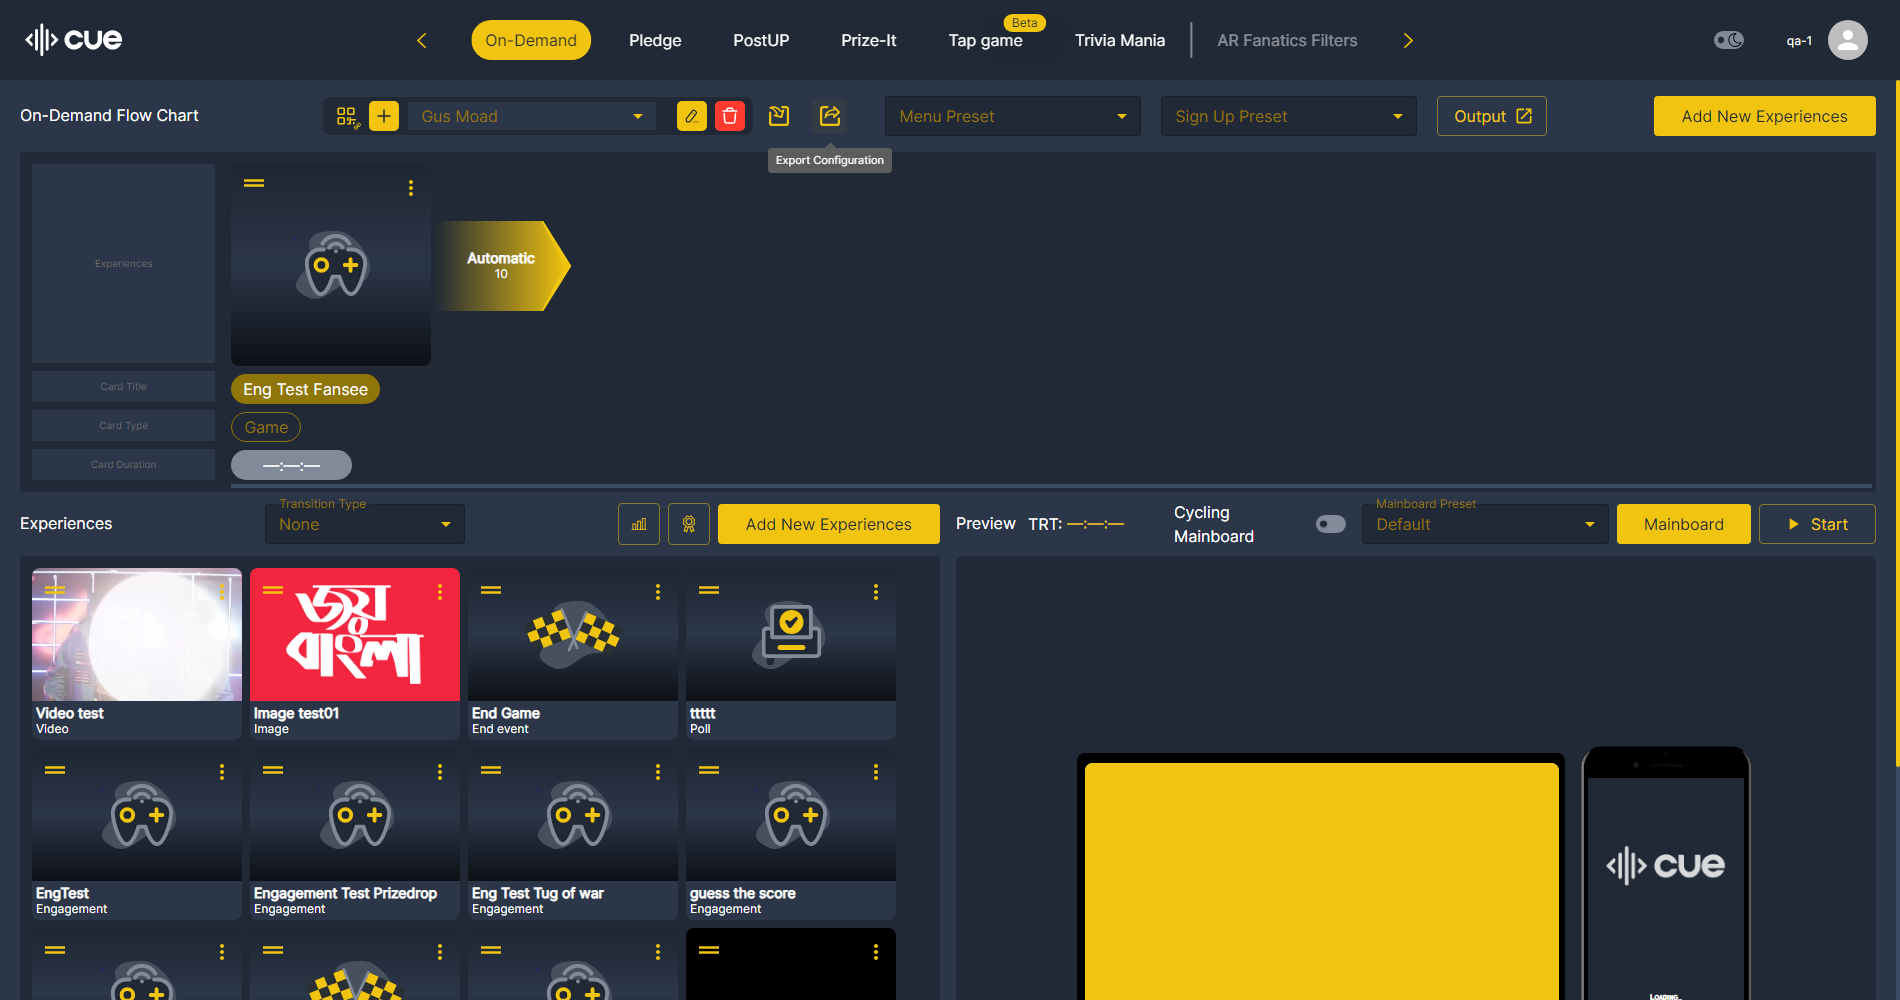 cue
On-Demand
Pledge
PostUP
Prize-It
Tap game
Beta
Trivia Mania
AR Fanatics Filters
qa-1
On-Demand Flow Chart
Gus Moad
Menu Preset
Sign Up Preset
Output
Add New Experiences
Export Configuration
Experiences
Automatic
10
Card Title
Eng Test Fansee
Card Type
Game
Card Duration
—:—:—
Experiences
Transition Type
None
Add New Experiences
Preview
TRT: —:—:—
Cycling
Mainboard
Mainboard Preset
Default
Mainboard
Start
জয়
বাংলা
Video test
Video
Image test01
Image
End Game
End event
ttttt
Poll
EngTest
Engagement
Engagement Test Prizedrop
Engagement
Eng Test Tug of war
Engagement
guess the score
Engagement
cue
LOADING...